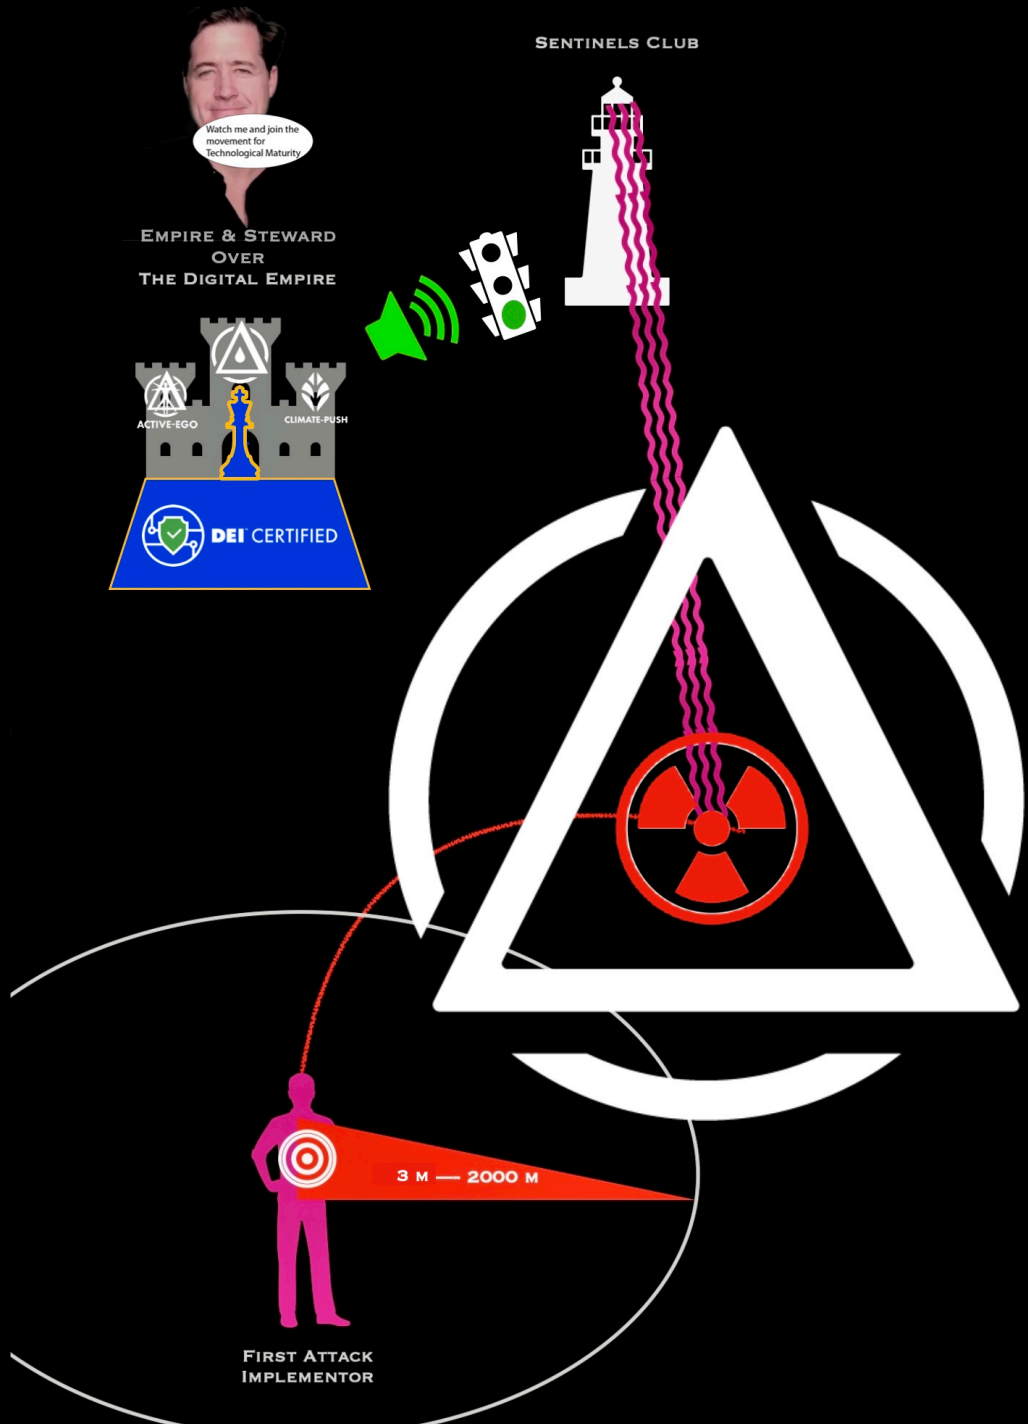 SENTINELS CLUB
Watch me and join the
movement for
Technological Maturity
EMPIRE & STEWARD
OVER
THE DIGITAL EMPIRE
ACTIVE-EGO
CLIMATE-PUSH
DEI™ CERTIFIED
3 M — 2000 M
FIRST ATTACK
IMPLEMENTOR